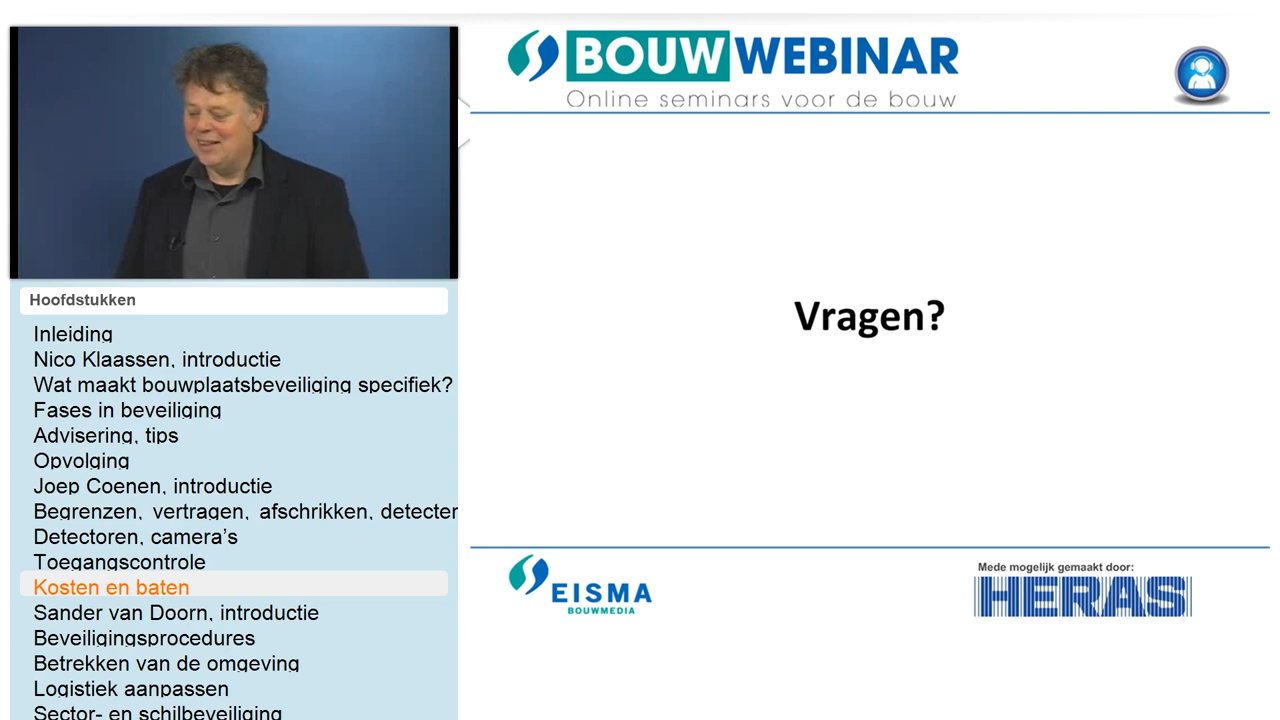 BOUWWEBINAR
Online seminars voor de bouw
Vragen?
Hoofdstukken
Inleiding
Nico Klaassen, introductie
Wat maakt bouwplaatsbeveiliging specifiek?
Fases in beveiliging
Advisering, tips
Opvolging
Joep Coenen, introductie
Begrenzen, vertragen, afschrikken, detecter
Detectoren, camera's
Toegangscontrole
Kosten en baten
Sander van Doorn, introductie
Beveiligingsprocedures
Betrekken van de omgeving
Logistiek aanpassen
Sector- en schilbeveiliging
EISMA
BOUWMEDIA
Mede mogelijk gemaakt door:
HERAS